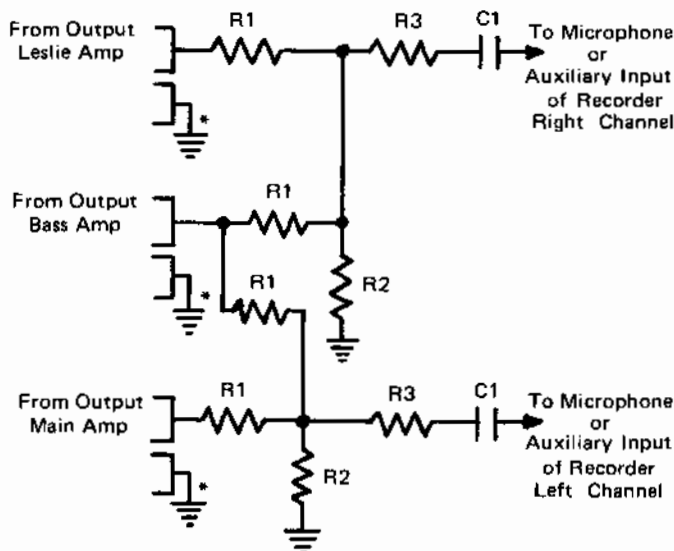 From Output
Leslie Amp
R1
R3
C1
To Microphone
or
Auxiliary Input
of Recorder
Right Channel
*
From Output
Bass Amp
R1
R1
R2
*
From Output
Main Amp
R1
R3
C1
To Microphone
or
Auxiliary Input
of Recorder
Left Channel
R2
*